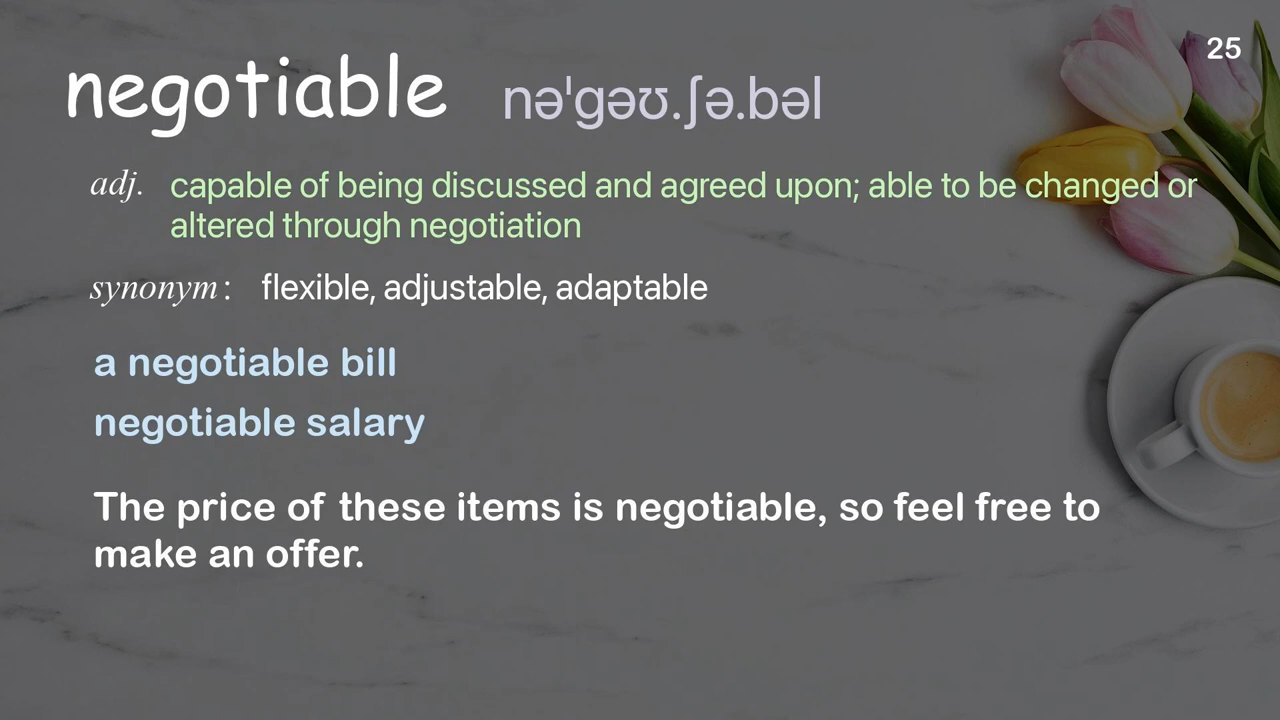 25
negotiable nə'gəʊ.ʃə.bəl
adj. capable of being discussed and agreed upon; able to be changed or
altered through negotiation
synonym: flexible, adjustable, adaptable
a negotiable bill
negotiable salary
The price of these items is negotiable, so feel free to
make an offer.